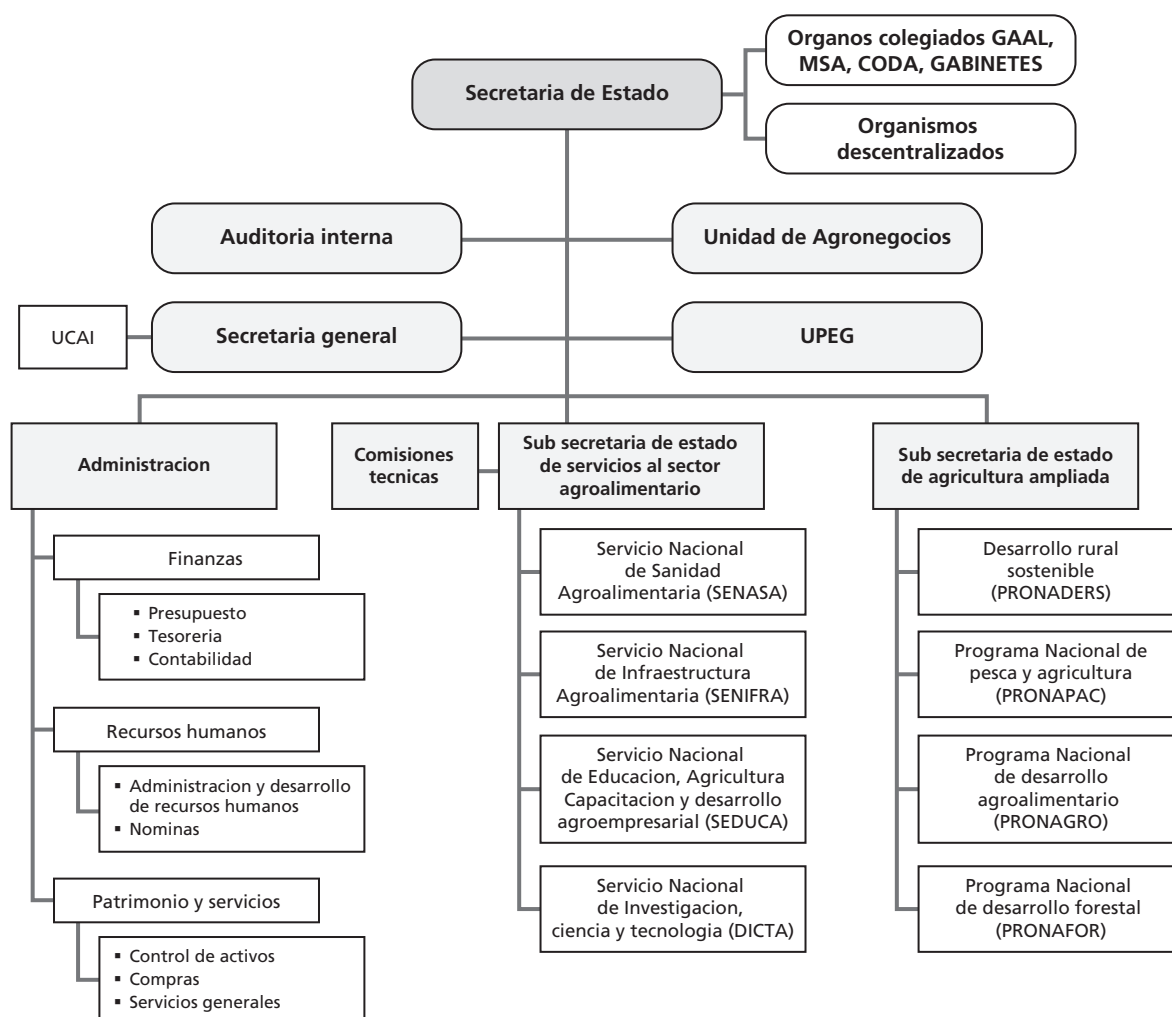 Organos colegiados GAAL,
MSA, CODA, GABINETES
Secretaria de Estado
Organismos
descentralizados
Auditoria interna
Unidad de Agronegocios
UCAI
Secretaria general
UPEG
Administracion
Comisiones
tecnicas
Sub secretaria de estado
de servicios al sector
agroalimentario
Sub secretaria de estado
de agricultura ampliada
Finanzas
▪ Presupuesto
▪ Tesoreria
▪ Contabilidad
Recursos humanos
▪ Administracion y desarrollo
de recursos humanos
▪ Nominas
Patrimonio y servicios
▪ Control de activos
▪ Compras
▪ Servicios generales
Servicio Nacional
de Sanidad
Agroalimentaria (SENASA)
Servicio Nacional
de Infraestructura
Agroalimentaria (SENIFRA)
Servicio Nacional
de Educacion, Agricultura
Capacitacion y desarrollo
agroempresarial (SEDUCA)
Servicio Nacional
de Investigacion,
ciencia y tecnologia (DICTA)
Desarrollo rural
sostenible
(PRONADERS)
Programa Nacional de
pesca y agricultura
(PRONAPAC)
Programa Nacional
de desarrollo
agroalimentario
(PRONAGRO)
Programa Nacional
de desarrollo forestal
(PRONAFOR)